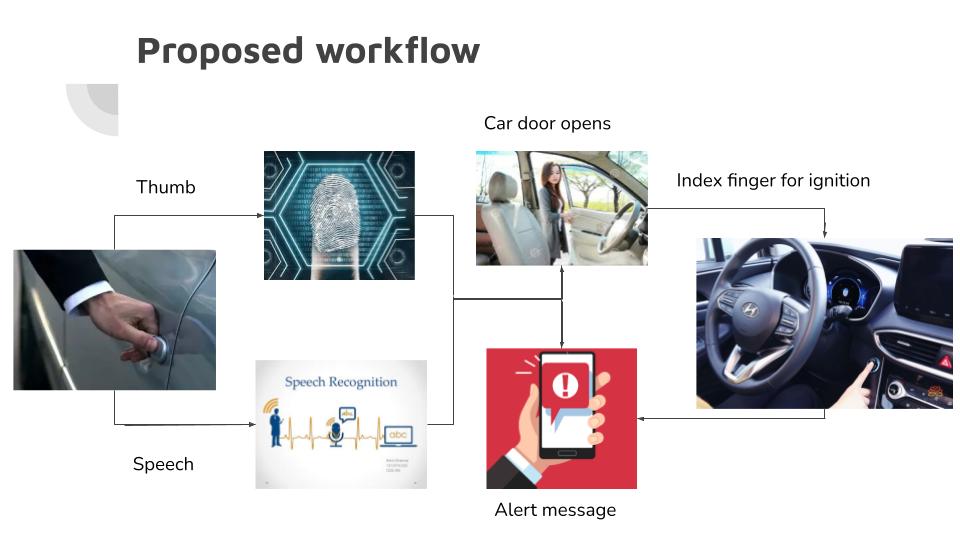 Proposed workflow
Car door opens
Thumb
Index finger for ignition
Speech Recognition
abc
abc
Speech
Alert message